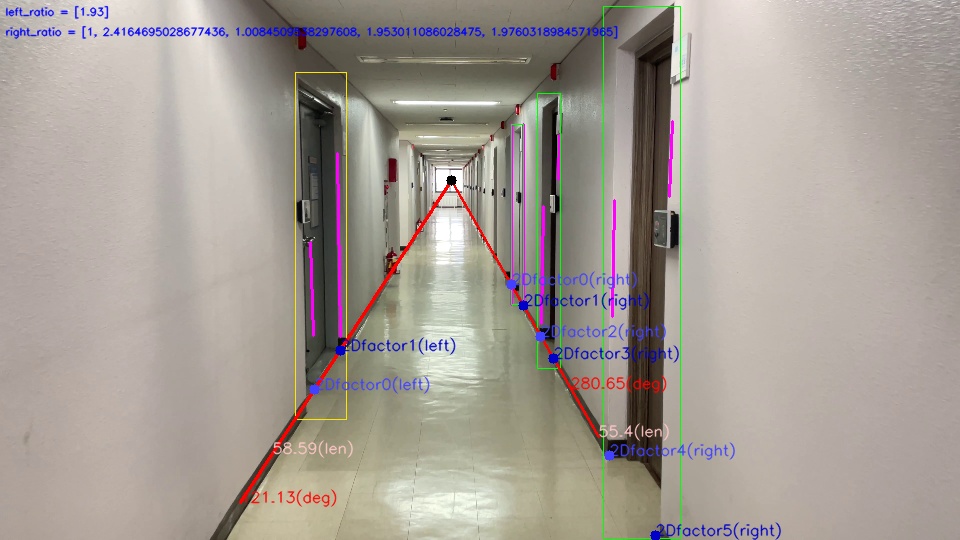 left_ratio = [1.93]
right_ratio = [1, 2.4164695028677436, 1.953011086028475, 1.9760318984571965]
2Dfactor0(right)
2Dfactor1(right)
2Dfactor2(right)
2Dfactor1(left)
2Dfactor3(right)
2Dfactor0(left)
280.65(deg)
55.4(len)
58.59(len)
2Dfactor4(right)
21.13(deg)
2Dfactor5(right)